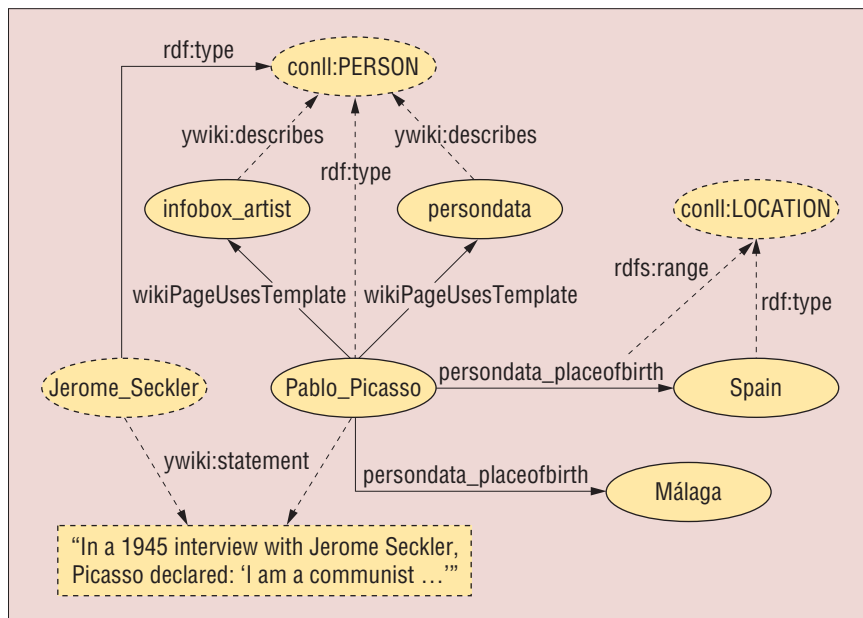 rdf:type
conll:PERSON
ywiki:describes
ywiki:describes
rdf:type
infobox_artist
persondata
conll:LOCATION
rdfs:range
wikiPageUsesTemplate
wikiPageUsesTemplate
rdf:type
Jerome_Seckler
Pablo_Picasso
persondata_placeofbirth
Spain
ywiki:statement
persondata_placeofbirth
Málaga
“In a 1945 interview with Jerome Seckler,
Picasso declared: ‘I am a communist …’”